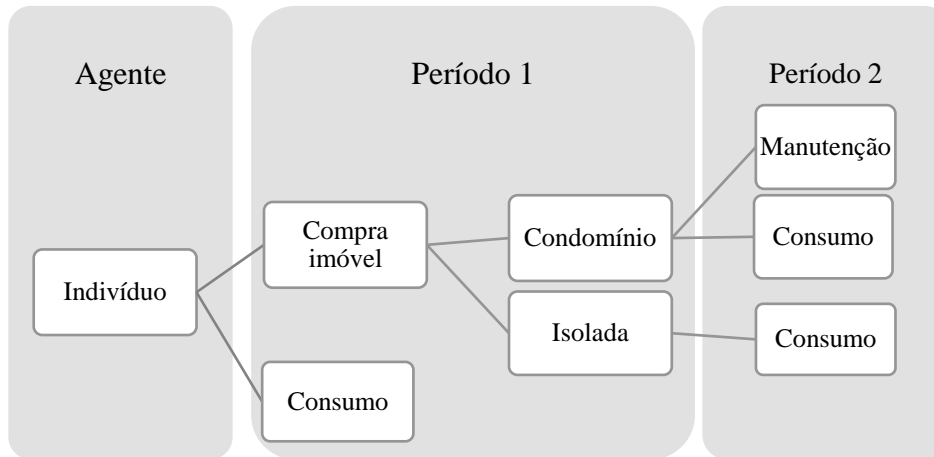 Agente
Período 1
Período 2
Indivíduo
Compra
imóvel
Consumo
Condomínio
Isolada
Manutenção
Consumo
Consumo